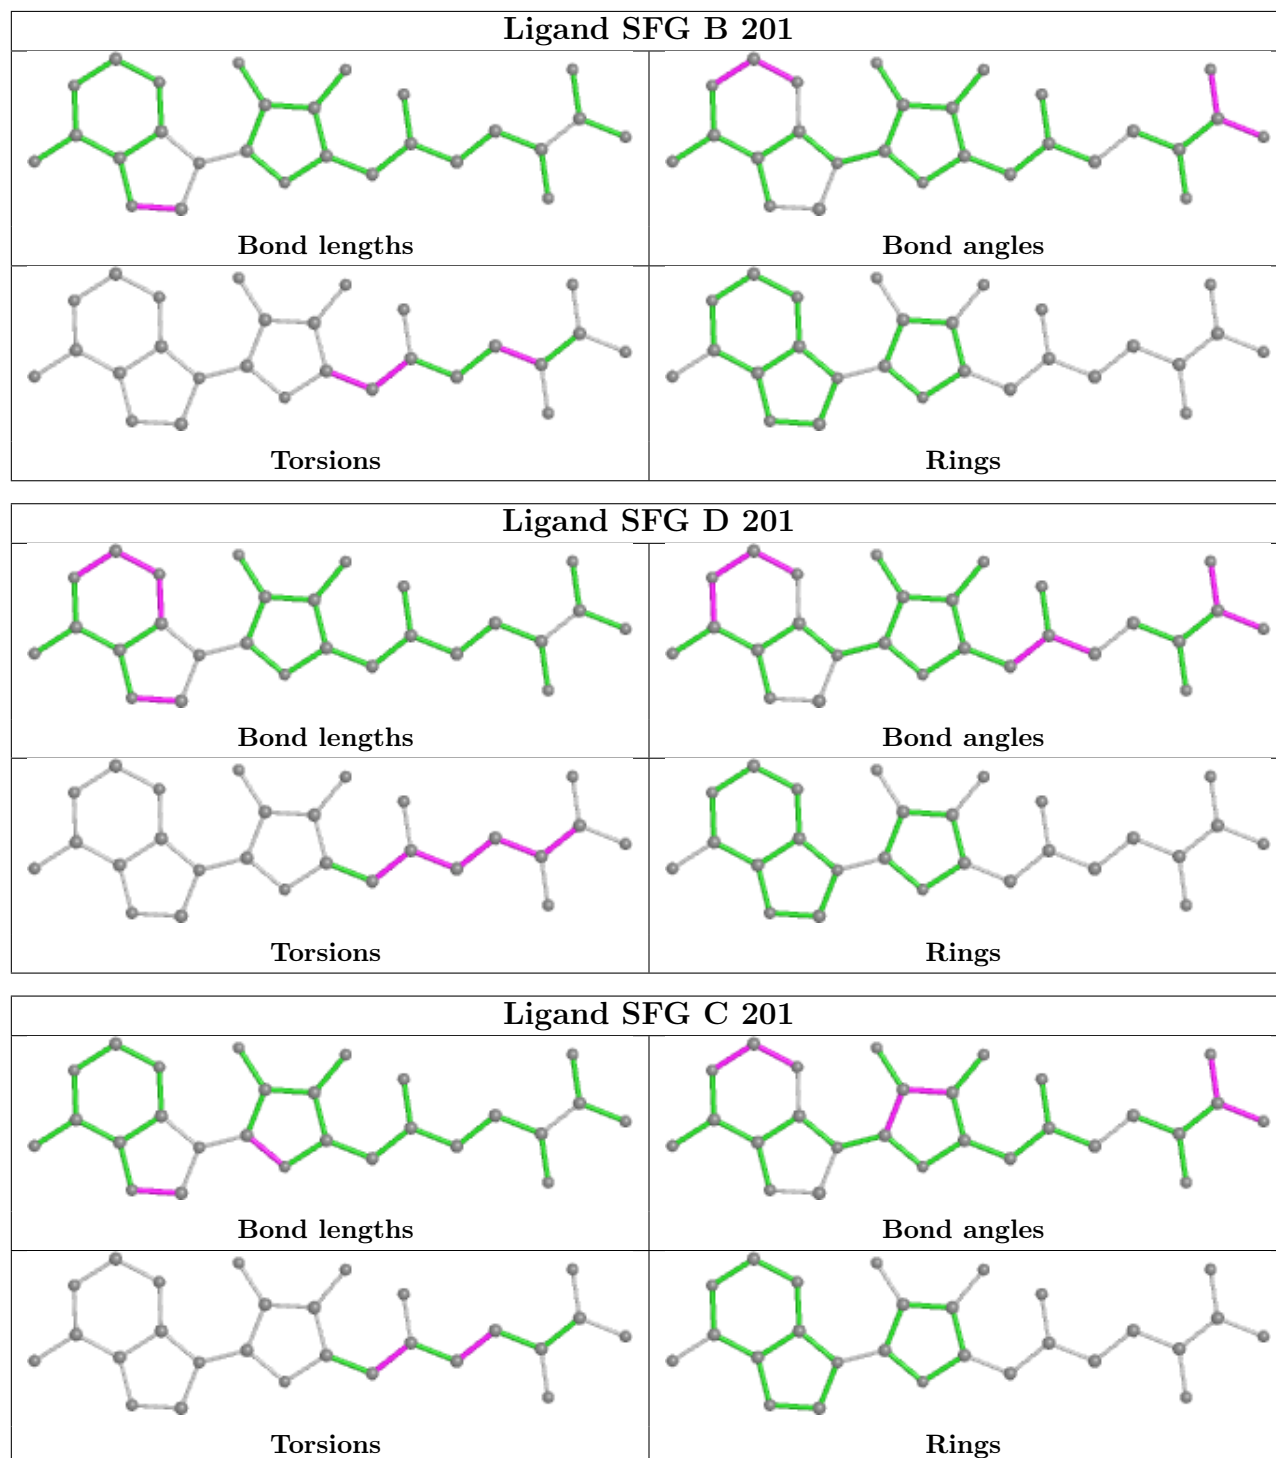 Ligand SFG B 201
Bond lengths
Bond angles
Torsions
Rings
Ligand SFG D 201
Bond lengths
Bond angles
Torsions
Rings
Ligand SFG C 201
Bond lengths
Bond angles
Torsions
Rings